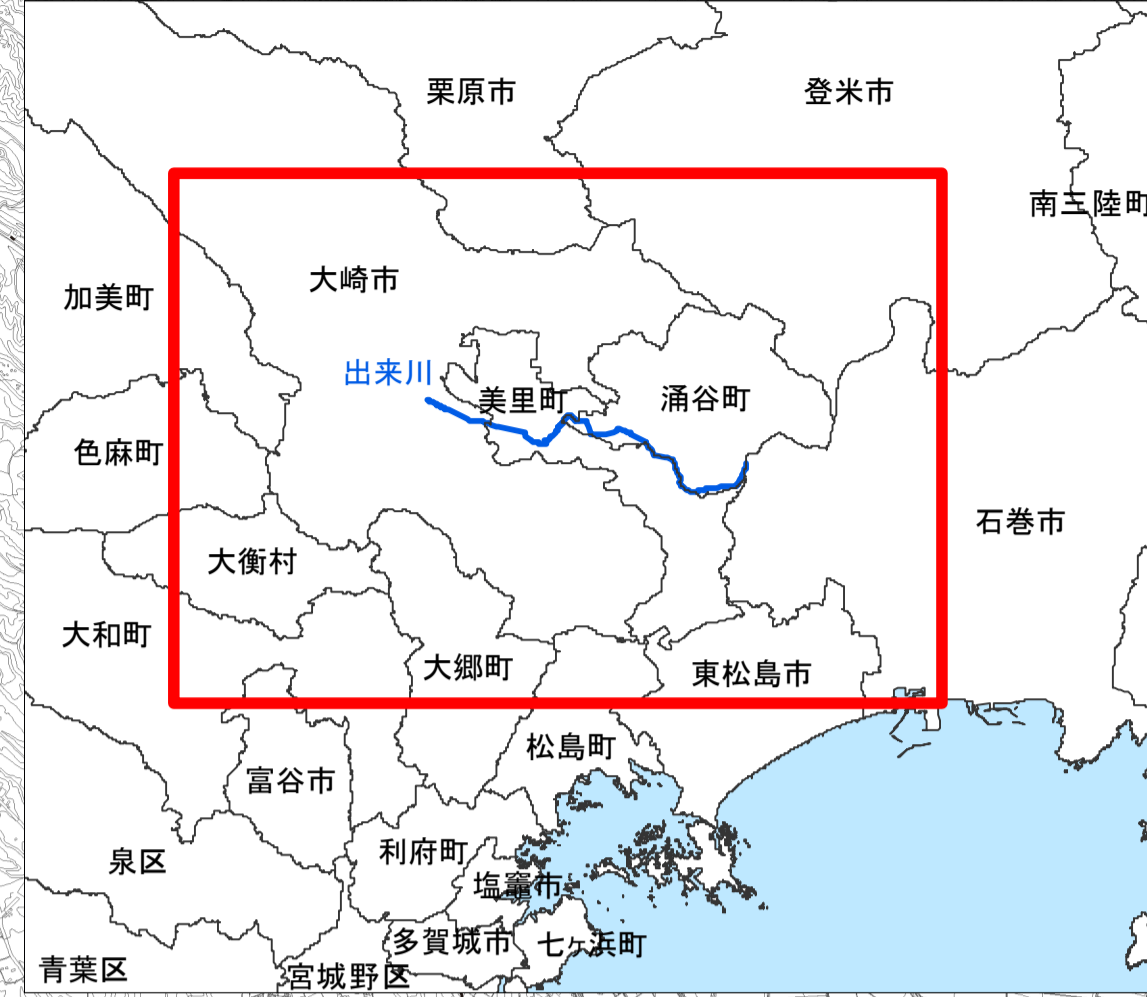 栗原市
登米市
南三陸町
大崎市
加美町
出来川
美里町
涌谷町
色麻町
石巻市
大衡村
大和町
大郷町
東松島市
松島町
富谷市
利府町
泉区
塩竈市
多賀城市
七ヶ浜町
青葉区
宮城野区